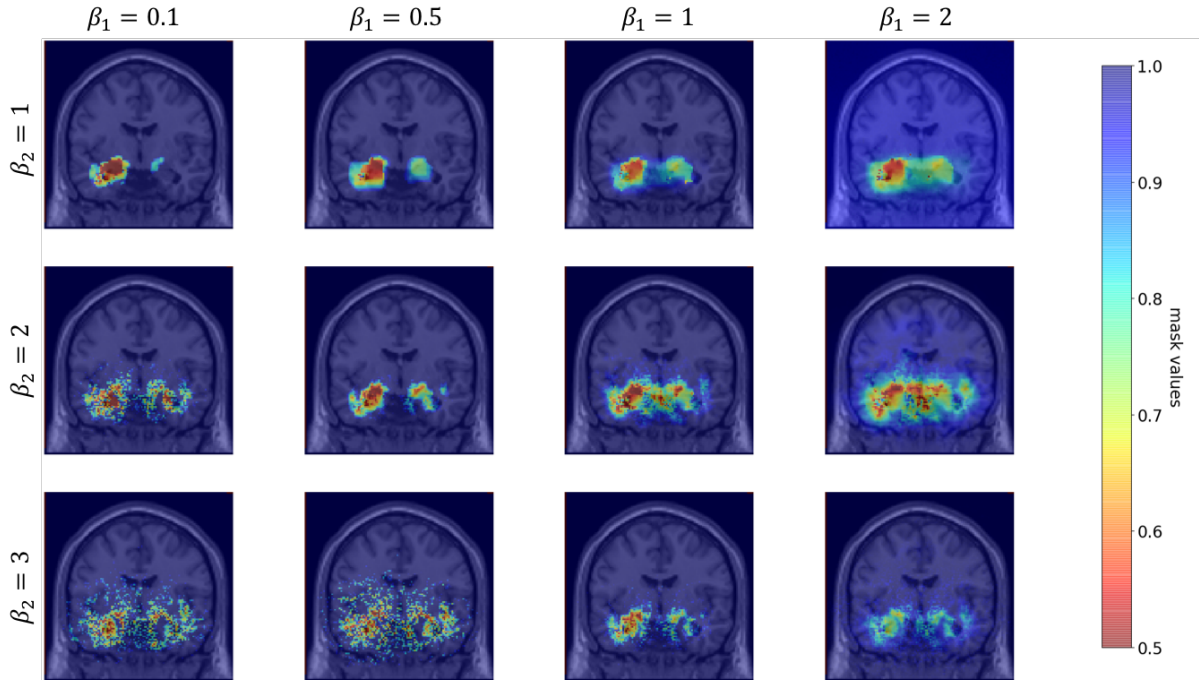 β₁ = 0.1
β₁ = 0.5
β₁ = 1
β₁ = 2
β₂ = 1
β₂ = 2
β₂ = 3
1.0
0.9
0.8
0.7
0.6
0.5
mask values